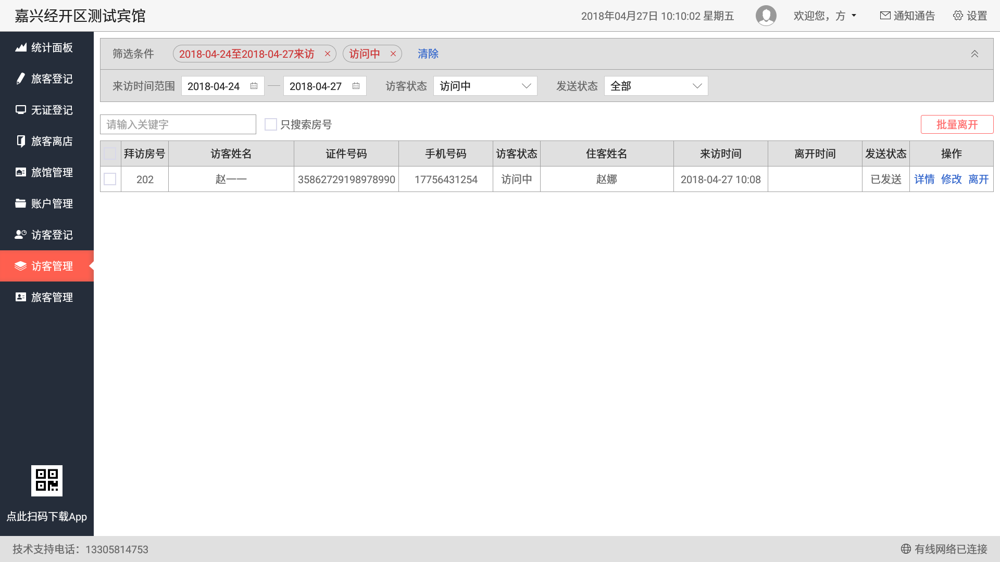 嘉兴经开区测试宾馆
2018年04月27日 10:10:02 星期五
欢迎您，方
通知通告
设置
统计面板
旅客登记
无证登记
旅客离店
旅馆管理
账户管理
访客登记
访客管理
旅客管理
点此扫码下载App
筛选条件 2018-04-24至2018-04-27来访 × 访问中 × 清除
来访时间范围 2018-04-24 — 2018-04-27 访客状态 访问中 发送状态 全部
请输入关键字 只搜索房号 批量离开
拜访房号 访客姓名 证件号码 手机号码 访客状态 住客姓名 来访时间 离开时间 发送状态 操作
202 赵一一 35862729198978990 17756431254 访问中 赵娜 2018-04-27 10:08 已发送 详情 修改 离开
技术支持电话：13305814753
有线网络已连接